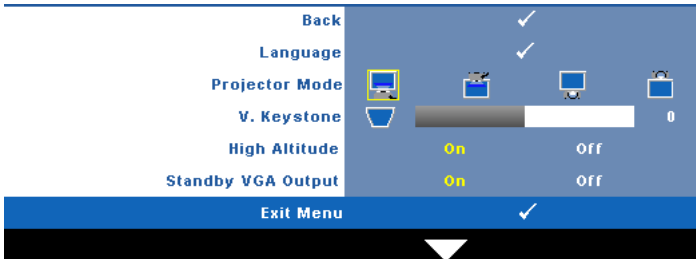 Back
Language
Projector Mode
V. Keystone 0
High Altitude On Off
Standby VGA Output On Off
Exit Menu